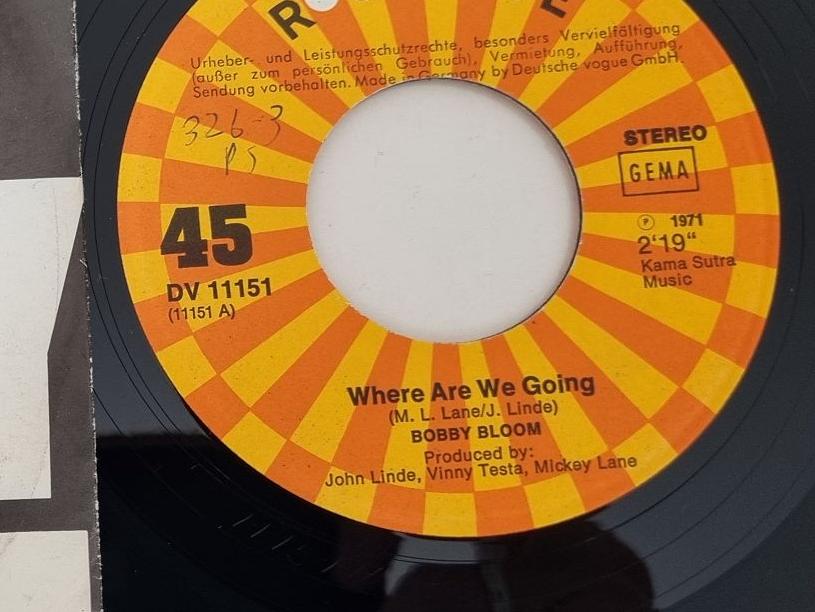 Urheber- und Leistungsschutzrechte, besonders Vervielfältigung
(außer zum persönlichen Gebrauch), Vermietung, Aufführung,
Sendung vorbehalten. Made in Germany by Deutsche vogue GmbH.
326-3
STEREO
GEMA
45
℗ 1971
2'19"
Kama Sutra
Music
DV 11151
(11151 A)
Where Are We Going
(M. L. Lane/J. Linde)
BOBBY BLOOM
Produced by:
John Linde, Vinny Testa, Mickey Lane